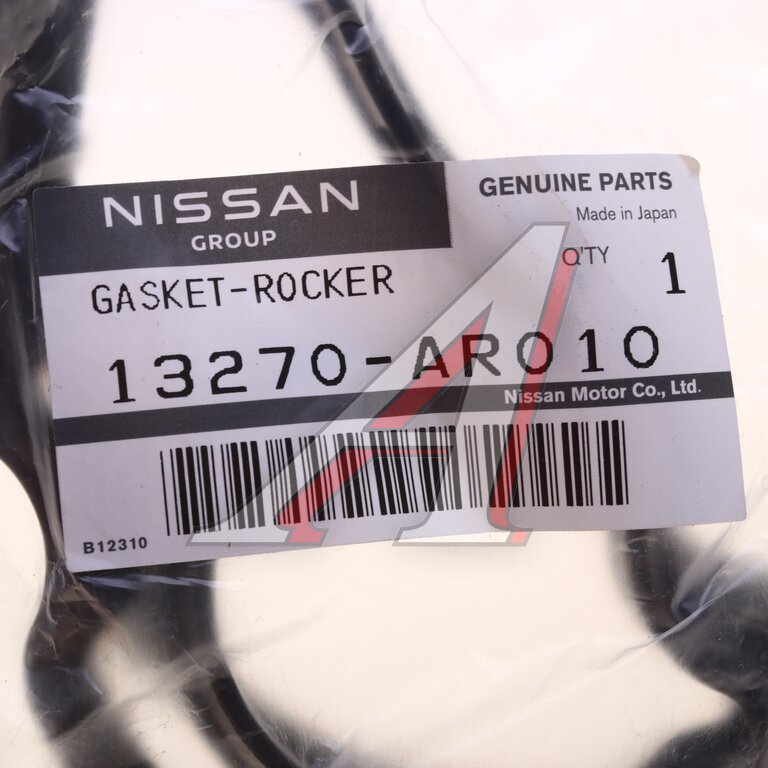 NISSAN
GROUP
GENUINE PARTS
Made in Japan
GASKET-ROCKER
Q'TY 1
13270-AR010
Nissan Motor Co., Ltd.
B12310